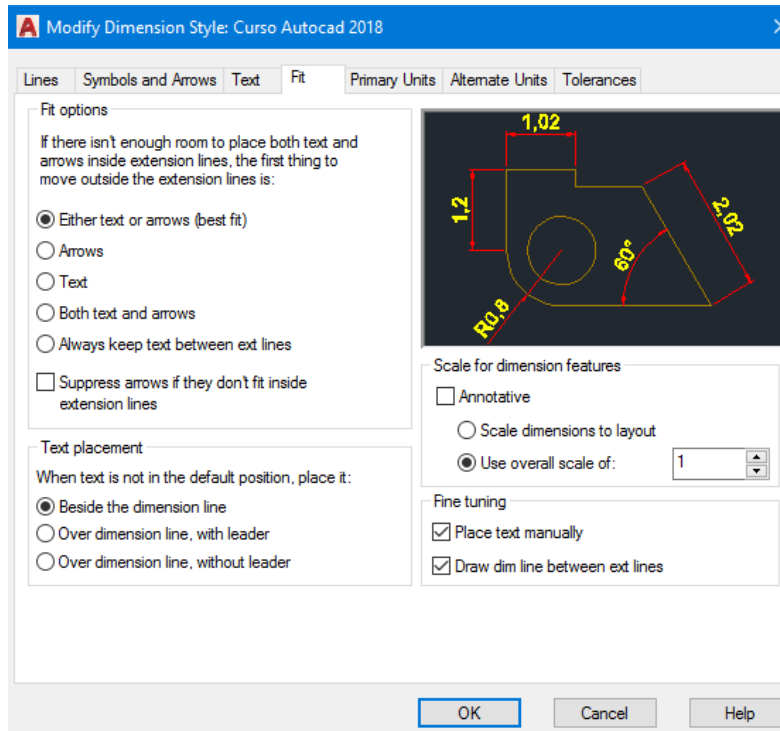 Modify Dimension Style: Curso Autocad 2018
Lines Symbols and Arrows Text Fit Primary Units Alternate Units Tolerances
Fit options
If there isn't enough room to place both text and
arrows inside extension lines, the first thing to
move outside the extension lines is:
Either text or arrows (best fit)
Arrows
Text
Both text and arrows
Always keep text between ext lines
Suppress arrows if they don't fit inside
extension lines
Text placement
When text is not in the default position, place it:
Beside the dimension line
Over dimension line, with leader
Over dimension line, without leader
1,02
1,2
2,02
60°
R0,8
Scale for dimension features
Annotative
Scale dimensions to layout
Use overall scale of: 1
Fine tuning
Place text manually
Draw dim line between ext lines
OK Cancel Help